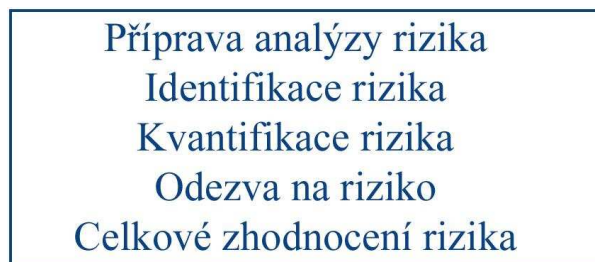 Příprava analýzy rizika
Identifikace rizika
Kvantifikace rizika
Odezva na riziko
Celkové zhodnocení rizika